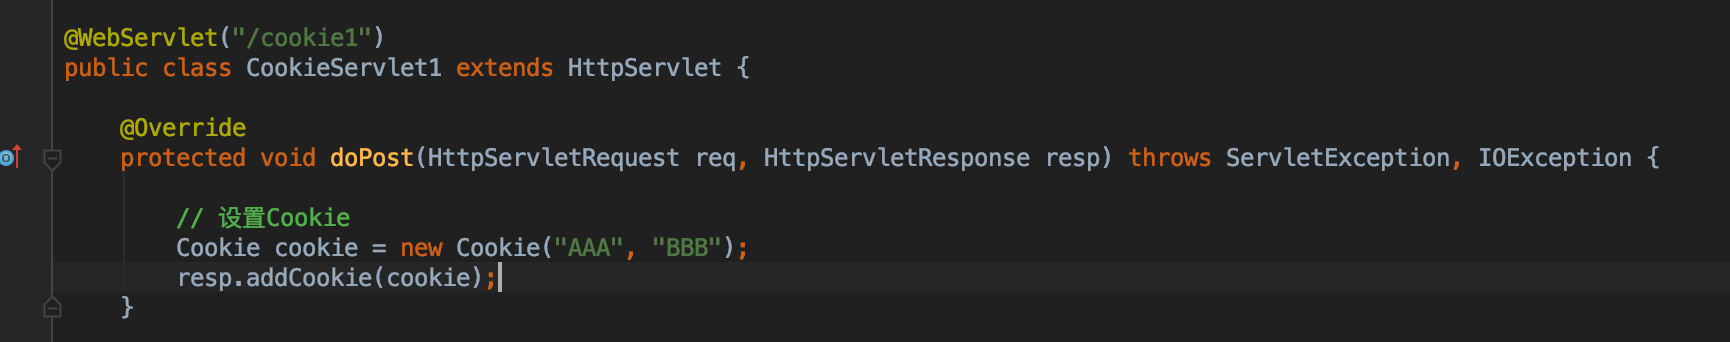 @WebServlet("/cookie1")
public class CookieServlet1 extends HttpServlet {
@Override
protected void doPost(HttpServletRequest req, HttpServletResponse resp) throws ServletException, IOException {
// 设置Cookie
Cookie cookie = new Cookie("AAA", "BBB");
resp.addCookie(cookie);
}